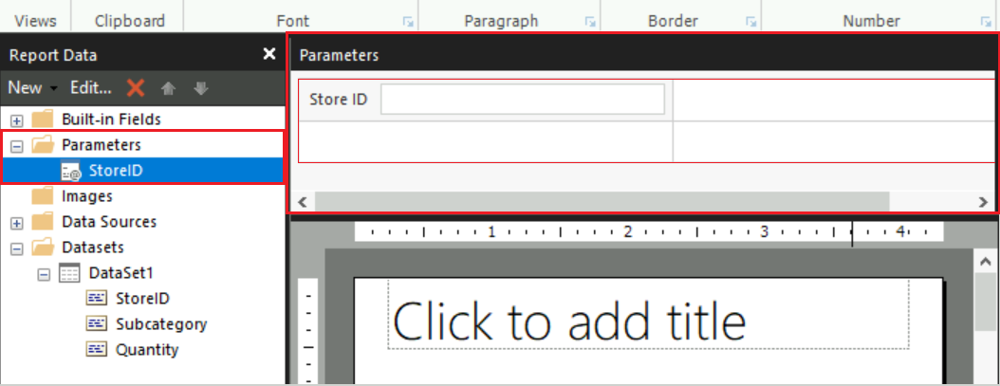 Views Clipboard Font Paragraph Border Number
Report Data
New Edit...
Built-in Fields
Parameters
StoreID
Images
Data Sources
Datasets
DataSet1
StoreID
Subcategory
Quantity
Parameters
Store ID
1 2 3 4
Click to add title